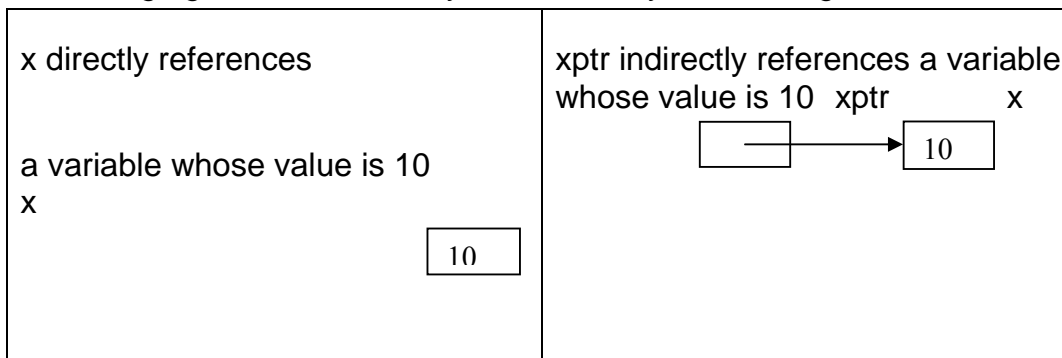 x directly references
a variable whose value is 10
x
10
xptr indirectly references a variable
whose value is 10 xptr x
10